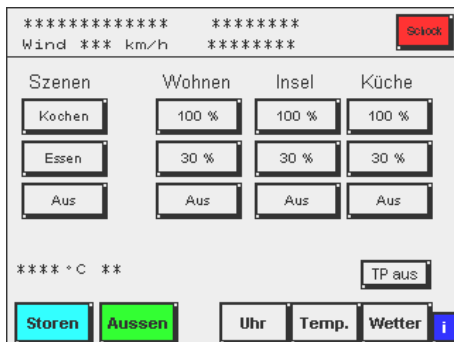 ************* ******** Schock
Wind *** km/h ********
Szenen Wohnen Insel Küche
Kochen 100 % 100 % 100 %
Essen 30 % 30 % 30 %
Aus Aus Aus Aus
**** °C **
TP aus
Storen Aussen Uhr Temp. Wetter i